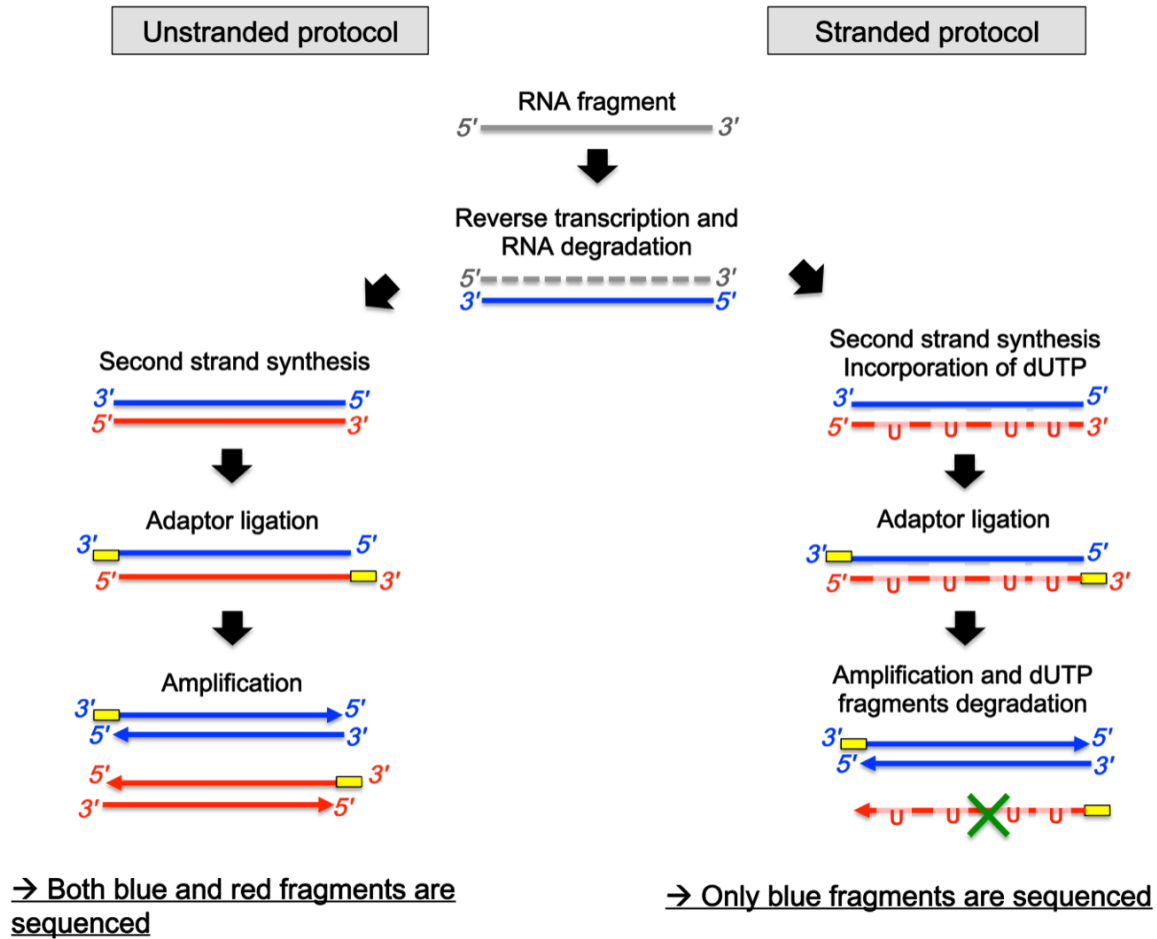 Unstranded protocol
Stranded protocol
RNA fragment
5' 3'
Reverse transcription and
RNA degradation
5' 3'
3' 5'
Second strand synthesis
3' 5'
5' 3'
Adaptor ligation
3' 5'
5' 3'
Amplification
3' 5'
5' 3'
5' 3'
3' 5'
→ Both blue and red fragments are
sequenced
Second strand synthesis
Incorporation of dUTP
3' 5'
5' U U U U 3'
Adaptor ligation
3' 5'
5' U U U U 3'
Amplification and dUTP
fragments degradation
3' 5'
5' 3'
U U U U
→ Only blue fragments are sequenced